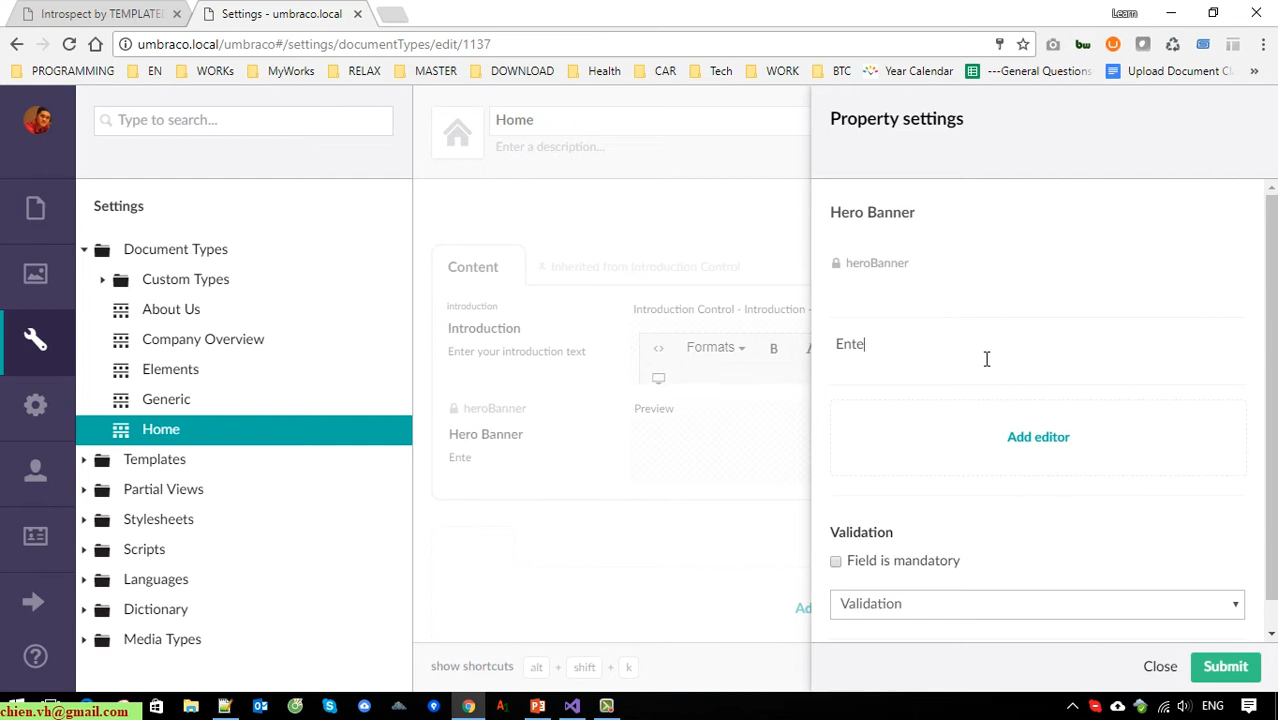 Introspect by TEMPLATE
Settings - umbraco.local
Learn
umbraco.local/umbraco#/settings/documentTypes/edit/1137
PROGRAMMING EN WORKs MyWorks RELAX MASTER DOWNLOAD Health CAR Tech WORK BTC Year Calendar ---General Questions Upload Document C
Type to search...
Home
Enter a description...
Property settings
Settings
Document Types
Custom Types
About Us
Company Overview
Elements
Generic
Home
Templates
Partial Views
Stylesheets
Scripts
Languages
Dictionary
Media Types
Content
Inherited from Introduction Control
introduction
Introduction
Enter your introduction text
Introduction Control - Introduction -
Formats
B
heroBanner
Hero Banner
Ente
Preview
Ad
show shortcuts alt + shift + k
Hero Banner
heroBanner
Ente
Add editor
Validation
Field is mandatory
Validation
Close
Submit
chien.vh@gmail.com
ENG